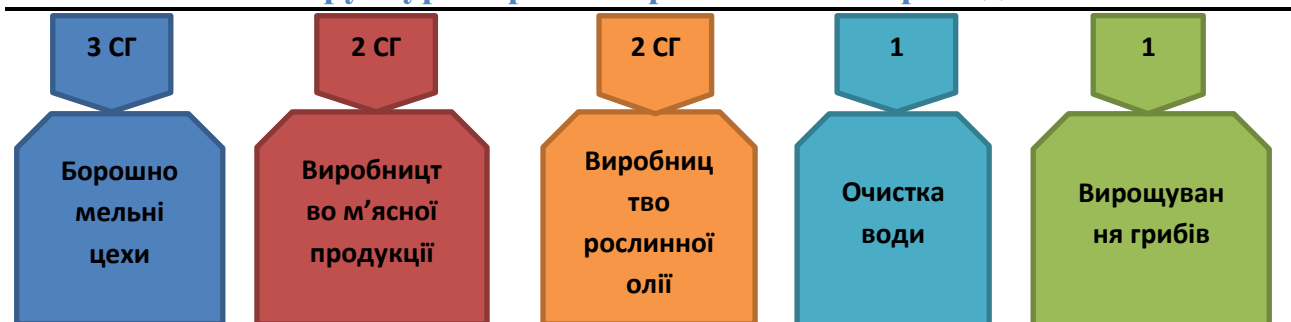 3 СГ
2 СГ
2 СГ
1
1
Борошно
мельні
цехи
Виробницт
во м’ясної
продукції
Виробниц
тво
рослинної
олії
Очистка
води
Вирощуван
ня грибів